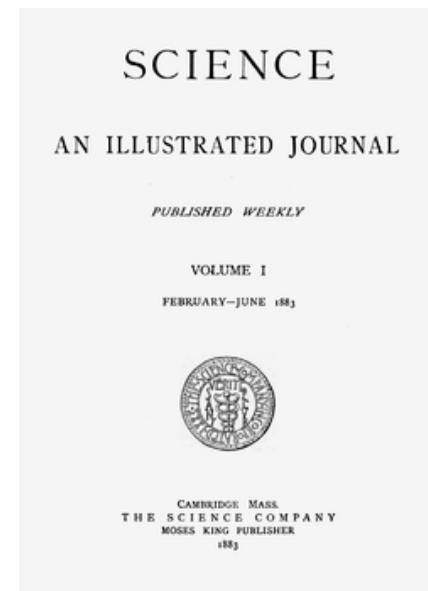 SCIENCE
AN ILLUSTRATED JOURNAL
PUBLISHED WEEKLY
VOLUME I
FEBRUARY—JUNE 1883
CAMBRIDGE MASS.
THE SCIENCE COMPANY
MOSES KING PUBLISHER
1883